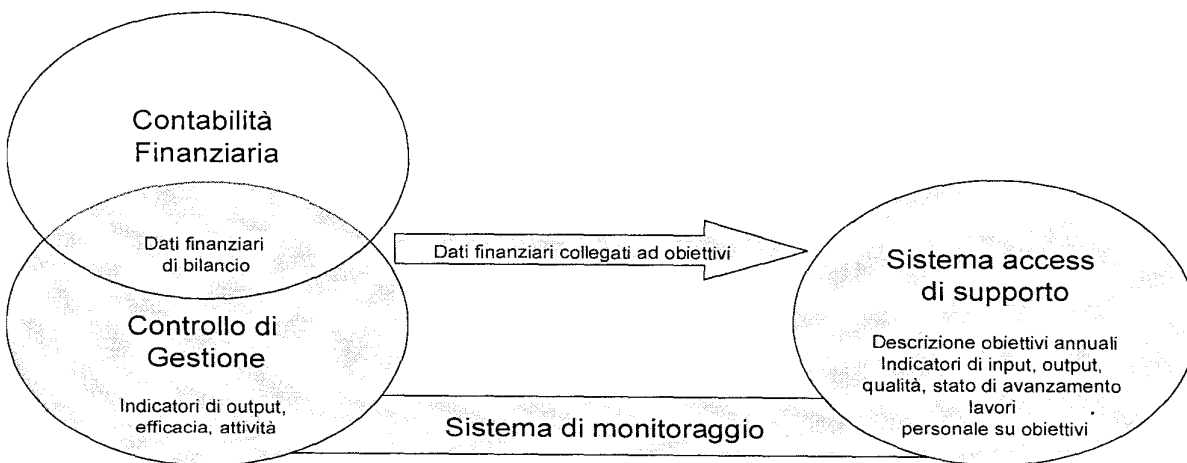 Contabilità
Finanziaria
Dati finanziari
di bilancio
Controllo di
Gestione
Indicatori di output,
efficacia, attività
Dati finanziari collegati ad obiettivi
Sistema di monitoraggio
Sistema access
di supporto
Descrizione obiettivi annuali
Indicatori di input, output,
qualità, stato di avanzamento
lavori
personale su obiettivi